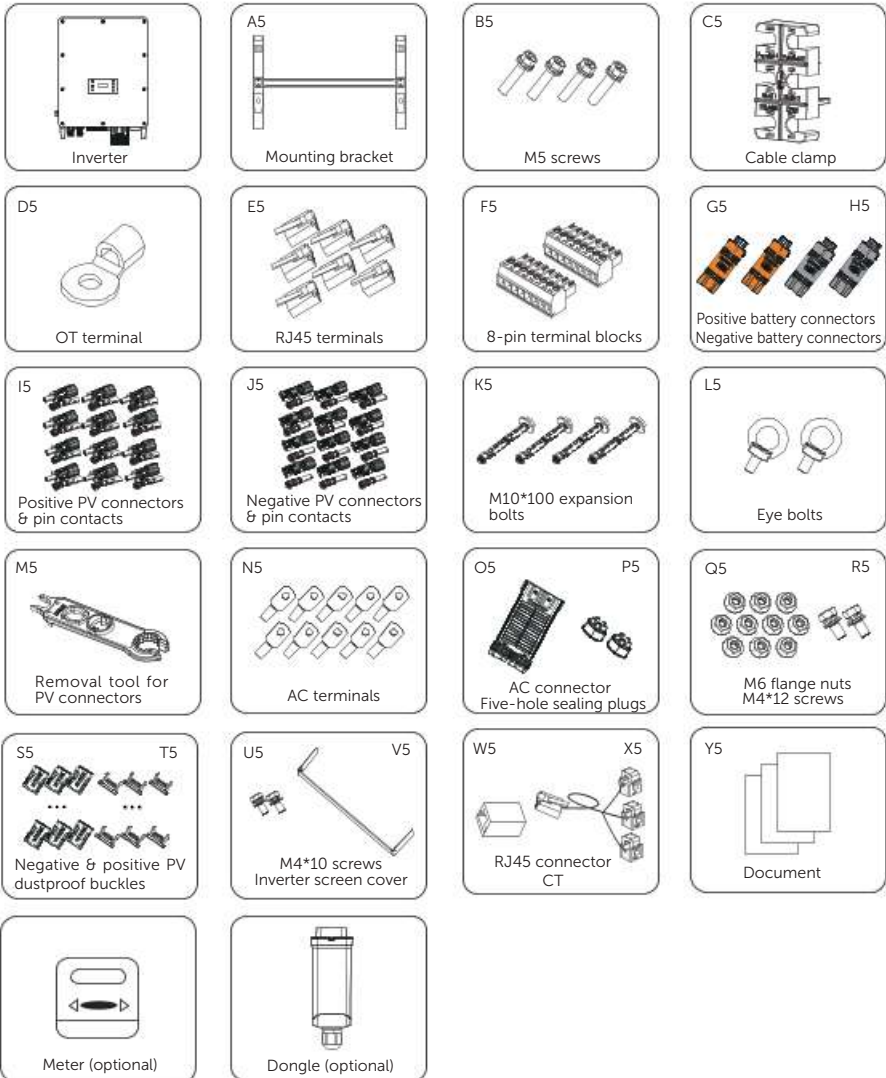 Inverter
A5
Mounting bracket
B5
M5 screws
C5
Cable clamp
D5
OT terminal
E5
RJ45 terminals
F5
8-pin terminal blocks
G5 H5
Positive battery connectors
Negative battery connectors
I5
Positive PV connectors
& pin contacts
J5
Negative PV connectors
& pin contacts
K5
M10*100 expansion
bolts
L5
Eye bolts
M5
Removal tool for
PV connectors
N5
AC terminals
O5 P5
AC connector
Five-hole sealing plugs
Q5 R5
M6 flange nuts
M4*12 screws
S5 T5
Negative & positive PV
dustproof buckles
U5 V5
M4*10 screws
Inverter screen cover
W5 X5
RJ45 connector
CT
Y5
Document
Meter (optional)
Dongle (optional)